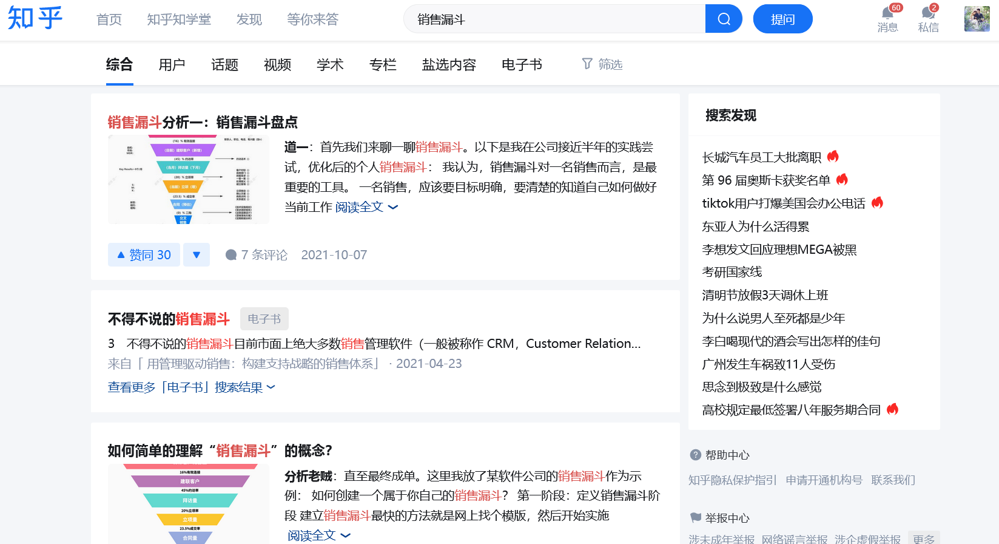 知乎
首页 知乎知学堂 发现 等你来答
销售漏斗
提问
60
消息
2
私信
综合 用户 话题 视频 学术 专栏 盐选内容 电子书 筛选
销售漏斗分析一：销售漏斗盘点
(16) % 有效连接
(45) % 约访率
(20) % 立项率
(23.5) % 成交率
道一：首先我们来聊一聊销售漏斗。以下是我在公司接近半年的实践尝
试，优化后的个人销售漏斗： 我认为，销售漏斗对一名销售而言，是最
重要的工具。 一名销售，应该要目标明确，要清楚的知道自己如何做好
当前工作 阅读全文
赞同 30
7 条评论 2021-10-07
不得不说的销售漏斗 电子书
3 不得不说的销售漏斗目前市面上绝大多数销售管理软件（一般被称作 CRM，Customer Relation...
来自「 用管理驱动销售：构建支持战略的销售体系」 · 2021-04-23
查看更多「电子书」搜索结果
如何简单的理解“销售漏斗”的概念？
16%有效连接
建联客户
45%约访率
拜访量
20%立项率
立项量
23.5%成交率
合同量
分析老贼：直至最终成单。这里我放了某软件公司的销售漏斗作为示
例： 如何创建一个属于你自己的销售漏斗？ 第一阶段：定义销售漏斗阶
段 建立销售漏斗最快的方法就是网上找个模版，然后开始实施
阅读全文
搜索发现
长城汽车员工大批离职
第 96 届奥斯卡获奖名单
tiktok用户打爆美国会办公电话
东亚人为什么活得累
李想发文回应理想MEGA被黑
考研国家线
清明节放假3天调休上班
为什么说男人至死都是少年
李白喝现代的酒会写出怎样的佳句
广州发生车祸致11人受伤
思念到极致是什么感觉
高校规定最低签署八年服务期合同
帮助中心
知乎隐私保护指引 申请开通机构号 联系我们
举报中心
涉未成年举报 网络谣言举报 涉企虚假举报 更多